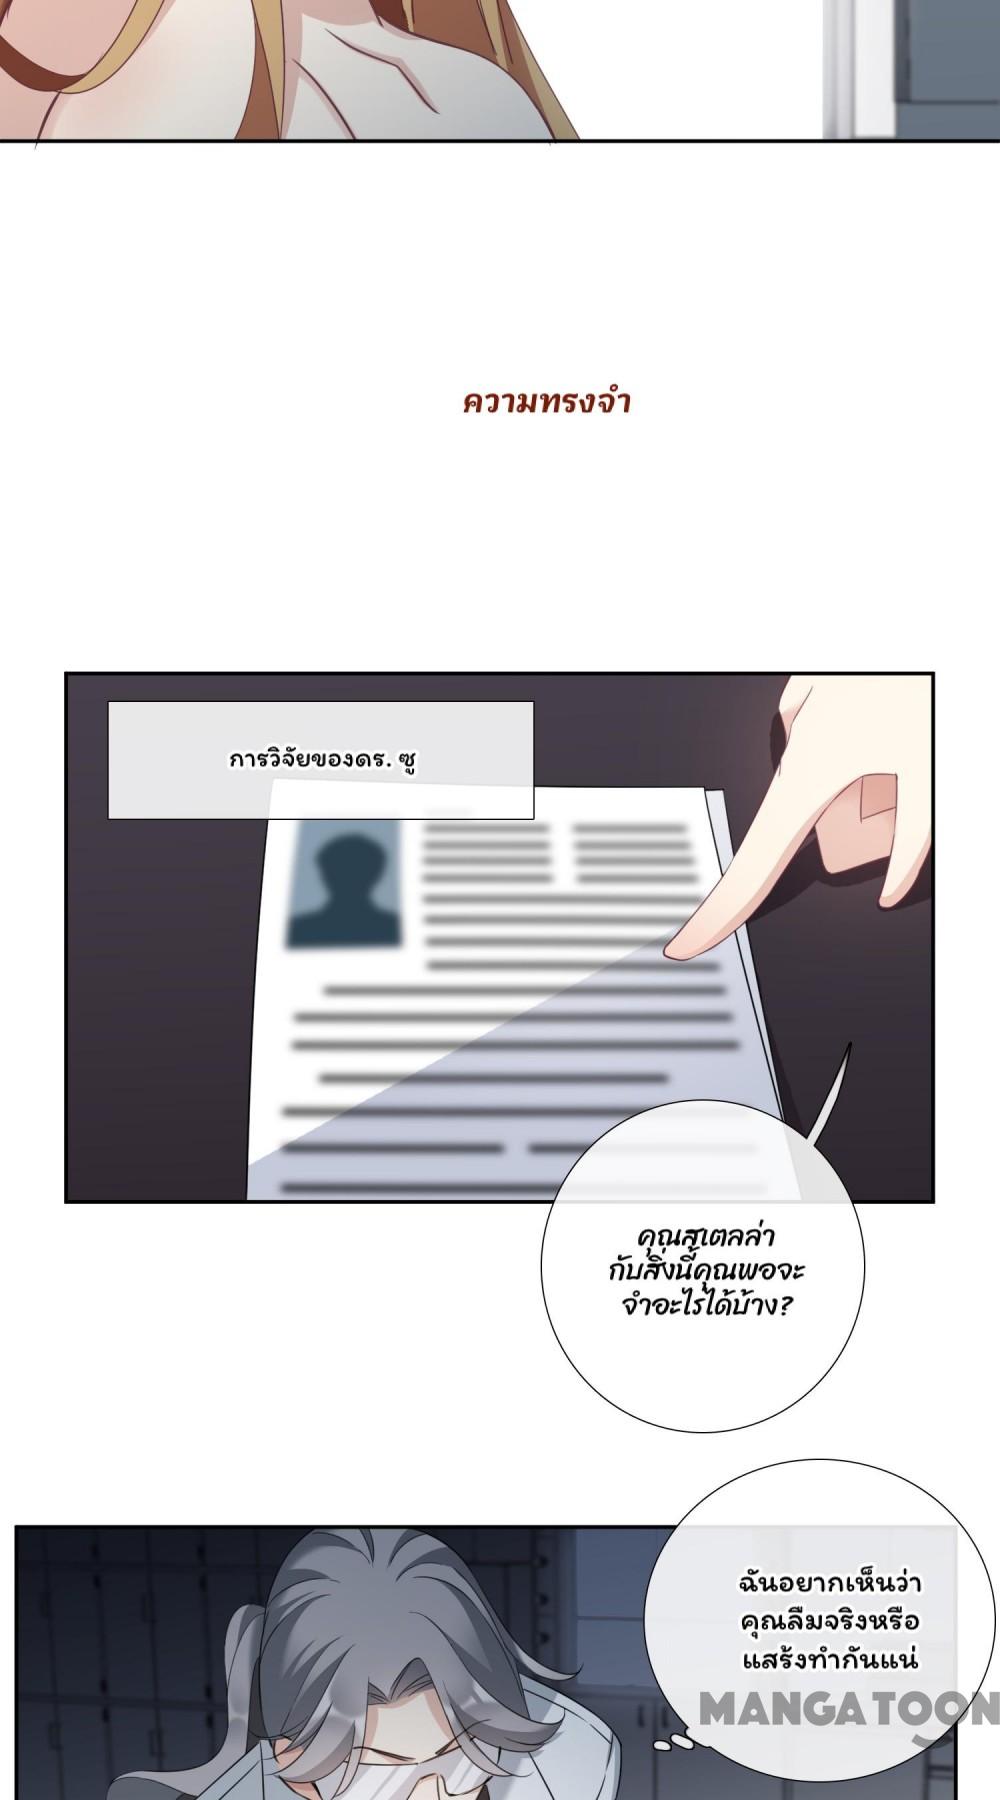 ความทรงจำ
การวิจัยของดร. ซู
คุณสเตลล่า
กับสิ่งนี้คุณพอจะ
จำอะไรได้บ้าง?
ฉันอยากเห็นว่า
คุณลืมจริงหรือ
แสร้งทำกันแน่
MANGATOON